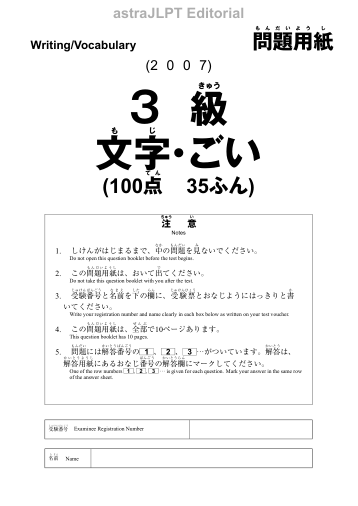 astraJLPT Editorial
もんだいようし
Writing/Vocabulary 問題用紙
(２００７)
きゅう
３ 級
も じ
文字・ごい
てん
(100点 35ふん)
ちゅう い
注 意
Notes
なか もんだい み
1. しけんがはじまるまで、中の問題を見ないでください。
Do not open this question booklet before the test begins.
もんだいようし で
2. この問題用紙は、おいて出てください。
Do not take this question booklet with you after the test.
じゅけんばんごう なまえ した らん じゅけんひょう か
3. 受験番号と名前を下の欄に、受験票とおなじようにはっきりと書
いてください。
Write your registration number and name clearly in each box below as written on your test voucher.
もんだいようし ぜんぶ
4. この問題用紙は、全部で10ページあります。
This question booklet has 10 pages.
もんだい かいとうばんごう かいとう
5. 問題には解答番号の 1 、 2 、 3 …がついています。解答は、
かいとうようし ばんごう かいとうらん
解答用紙にあるおなじ番号の解答欄にマークしてください。
One of the row numbers 1 , 2 , 3 … is given for each question. Mark your answer in the same row
of the answer sheet.
受験番号 Examinee Registration Number
なまえ
名前 Name